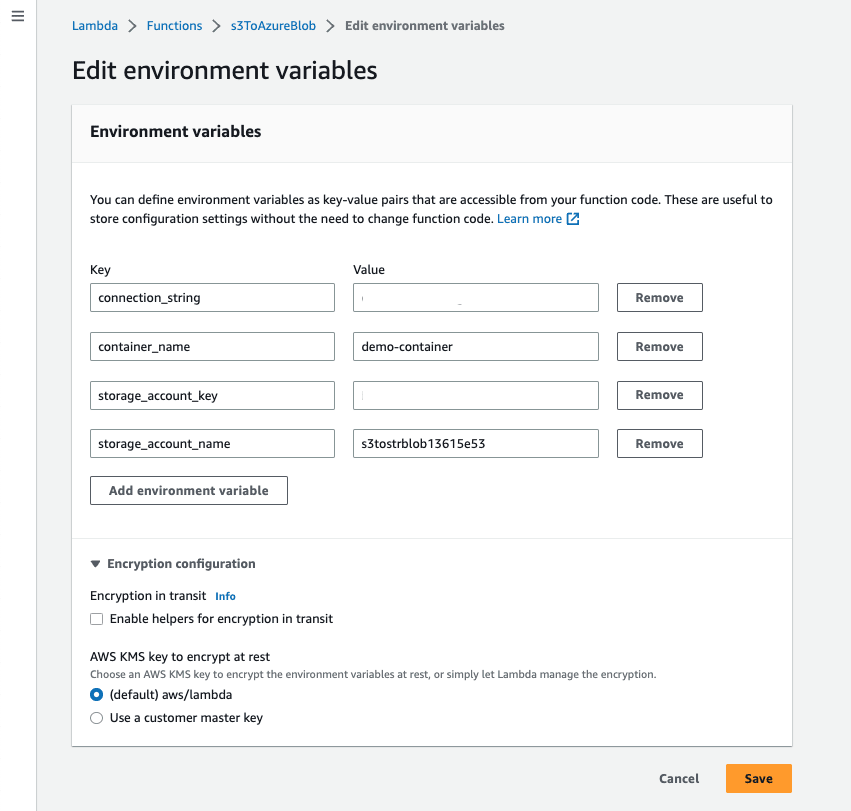 Lambda > Functions > s3ToAzureBlob > Edit environment variables
Edit environment variables
Environment variables
You can define environment variables as key-value pairs that are accessible from your function code. These are useful to
store configuration settings without the need to change function code. Learn more
Key Value
connection_string Remove
container_name demo-container Remove
storage_account_key Remove
storage_account_name s3tostrblob13615e53 Remove
Add environment variable
Encryption configuration
Encryption in transit Info
Enable helpers for encryption in transit
AWS KMS key to encrypt at rest
Choose an AWS KMS key to encrypt the environment variables at rest, or simply let Lambda manage the encryption.
(default) aws/lambda
Use a customer master key
Cancel Save